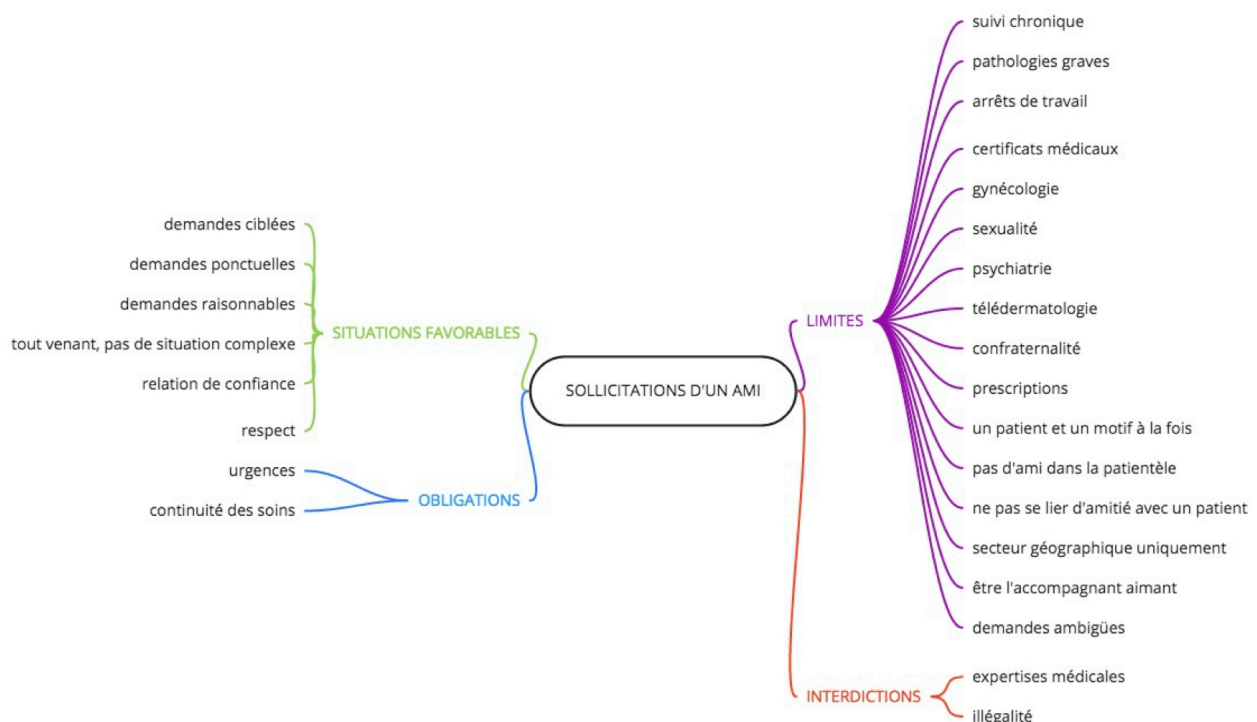 SOLLICITATIONS D'UN AMI
SITUATIONS FAVORABLES
demandes ciblées
demandes ponctuelles
demandes raisonnables
tout venant, pas de situation complexe
relation de confiance
respect
OBLIGATIONS
urgences
continuité des soins
LIMITES
suivi chronique
pathologies graves
arrêts de travail
certificats médicaux
gynécologie
sexualité
psychiatrie
télédermatologie
confraternalité
prescriptions
un patient et un motif à la fois
pas d'ami dans la patientèle
ne pas se lier d'amitié avec un patient
secteur géographique uniquement
être l'accompagnant aimant
demandes ambigües
INTERDICTIONS
expertises médicales
illégalité